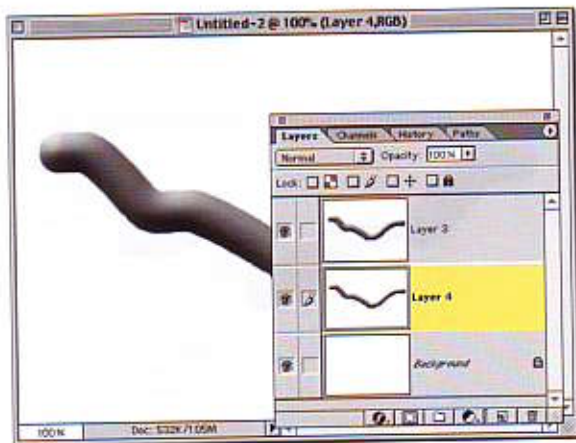 Untitled-2 @ 100% (Layer 4,RGB)
Layers Channels History Paths
Normal Opacity: 100%
Lock:
Layer 3
Layer 4
Background
100% Doc: 532K/1.05M